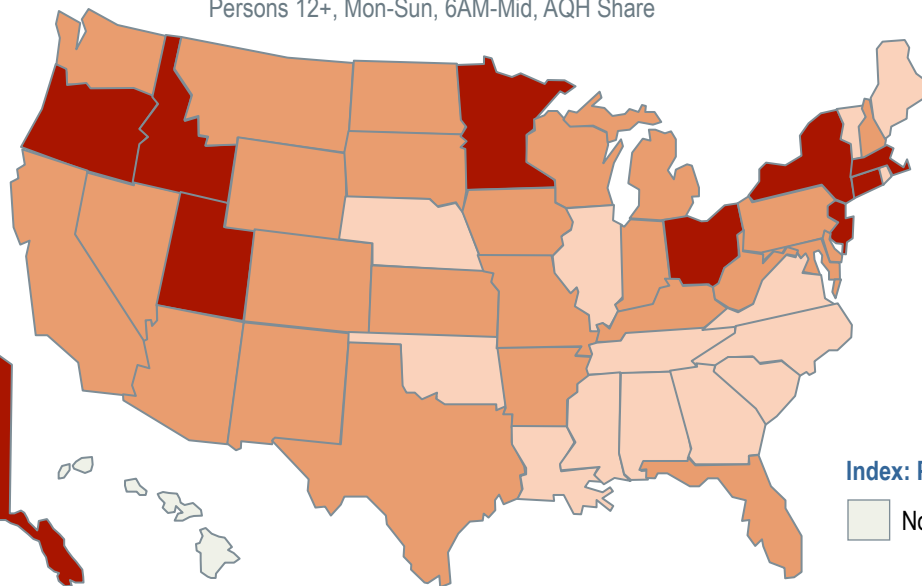 Persons 12+, Mon-Sun, 6AM-Mid, AQH Share
Index: